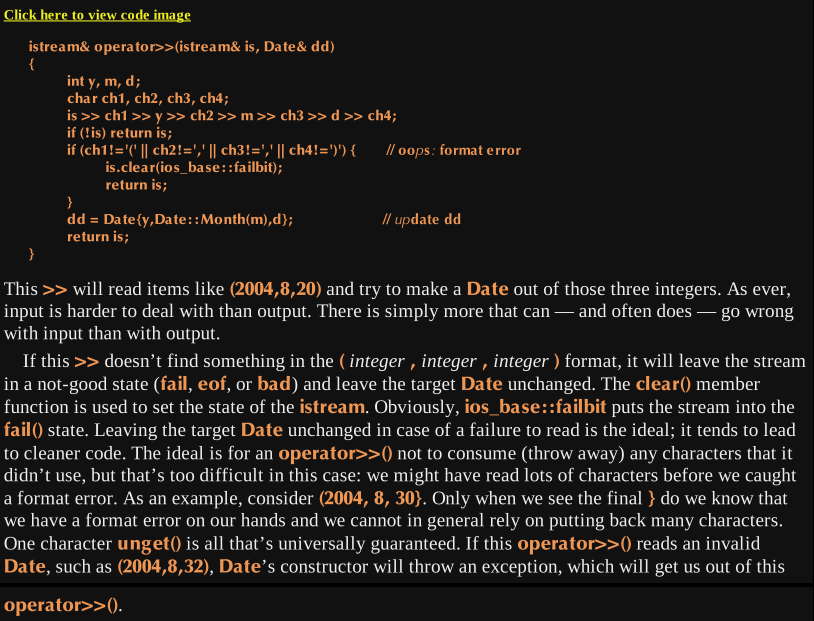 Click here to view code image
istream& operator>>(istream& is, Date& dd)
{
int y, m, d;
char ch1, ch2, ch3, ch4;
is >> ch1 >> y >> ch2 >> m >> ch3 >> d >> ch4;
if (!is) return is;
if (ch1!='(' || ch2!=',' || ch3!=',' || ch4!=')') { // oops: format error
is.clear(ios_base::failbit);
return is;
}
dd = Date{y,Date::Month(m),d}; // update dd
return is;
}
This >> will read items like (2004,8,20) and try to make a Date out of those three integers. As ever,
input is harder to deal with than output. There is simply more that can — and often does — go wrong
with input than with output.
If this >> doesn’t find something in the ( integer , integer , integer ) format, it will leave the stream
in a not-good state (fail, eof, or bad) and leave the target Date unchanged. The clear() member
function is used to set the state of the istream. Obviously, ios_base::failbit puts the stream into the
fail() state. Leaving the target Date unchanged in case of a failure to read is the ideal; it tends to lead
to cleaner code. The ideal is for an operator>>() not to consume (throw away) any characters that it
didn’t use, but that’s too difficult in this case: we might have read lots of characters before we caught
a format error. As an example, consider (2004, 8, 30}. Only when we see the final } do we know that
we have a format error on our hands and we cannot in general rely on putting back many characters.
One character unget() is all that’s universally guaranteed. If this operator>>() reads an invalid
Date, such as (2004,8,32), Date’s constructor will throw an exception, which will get us out of this
operator>>().